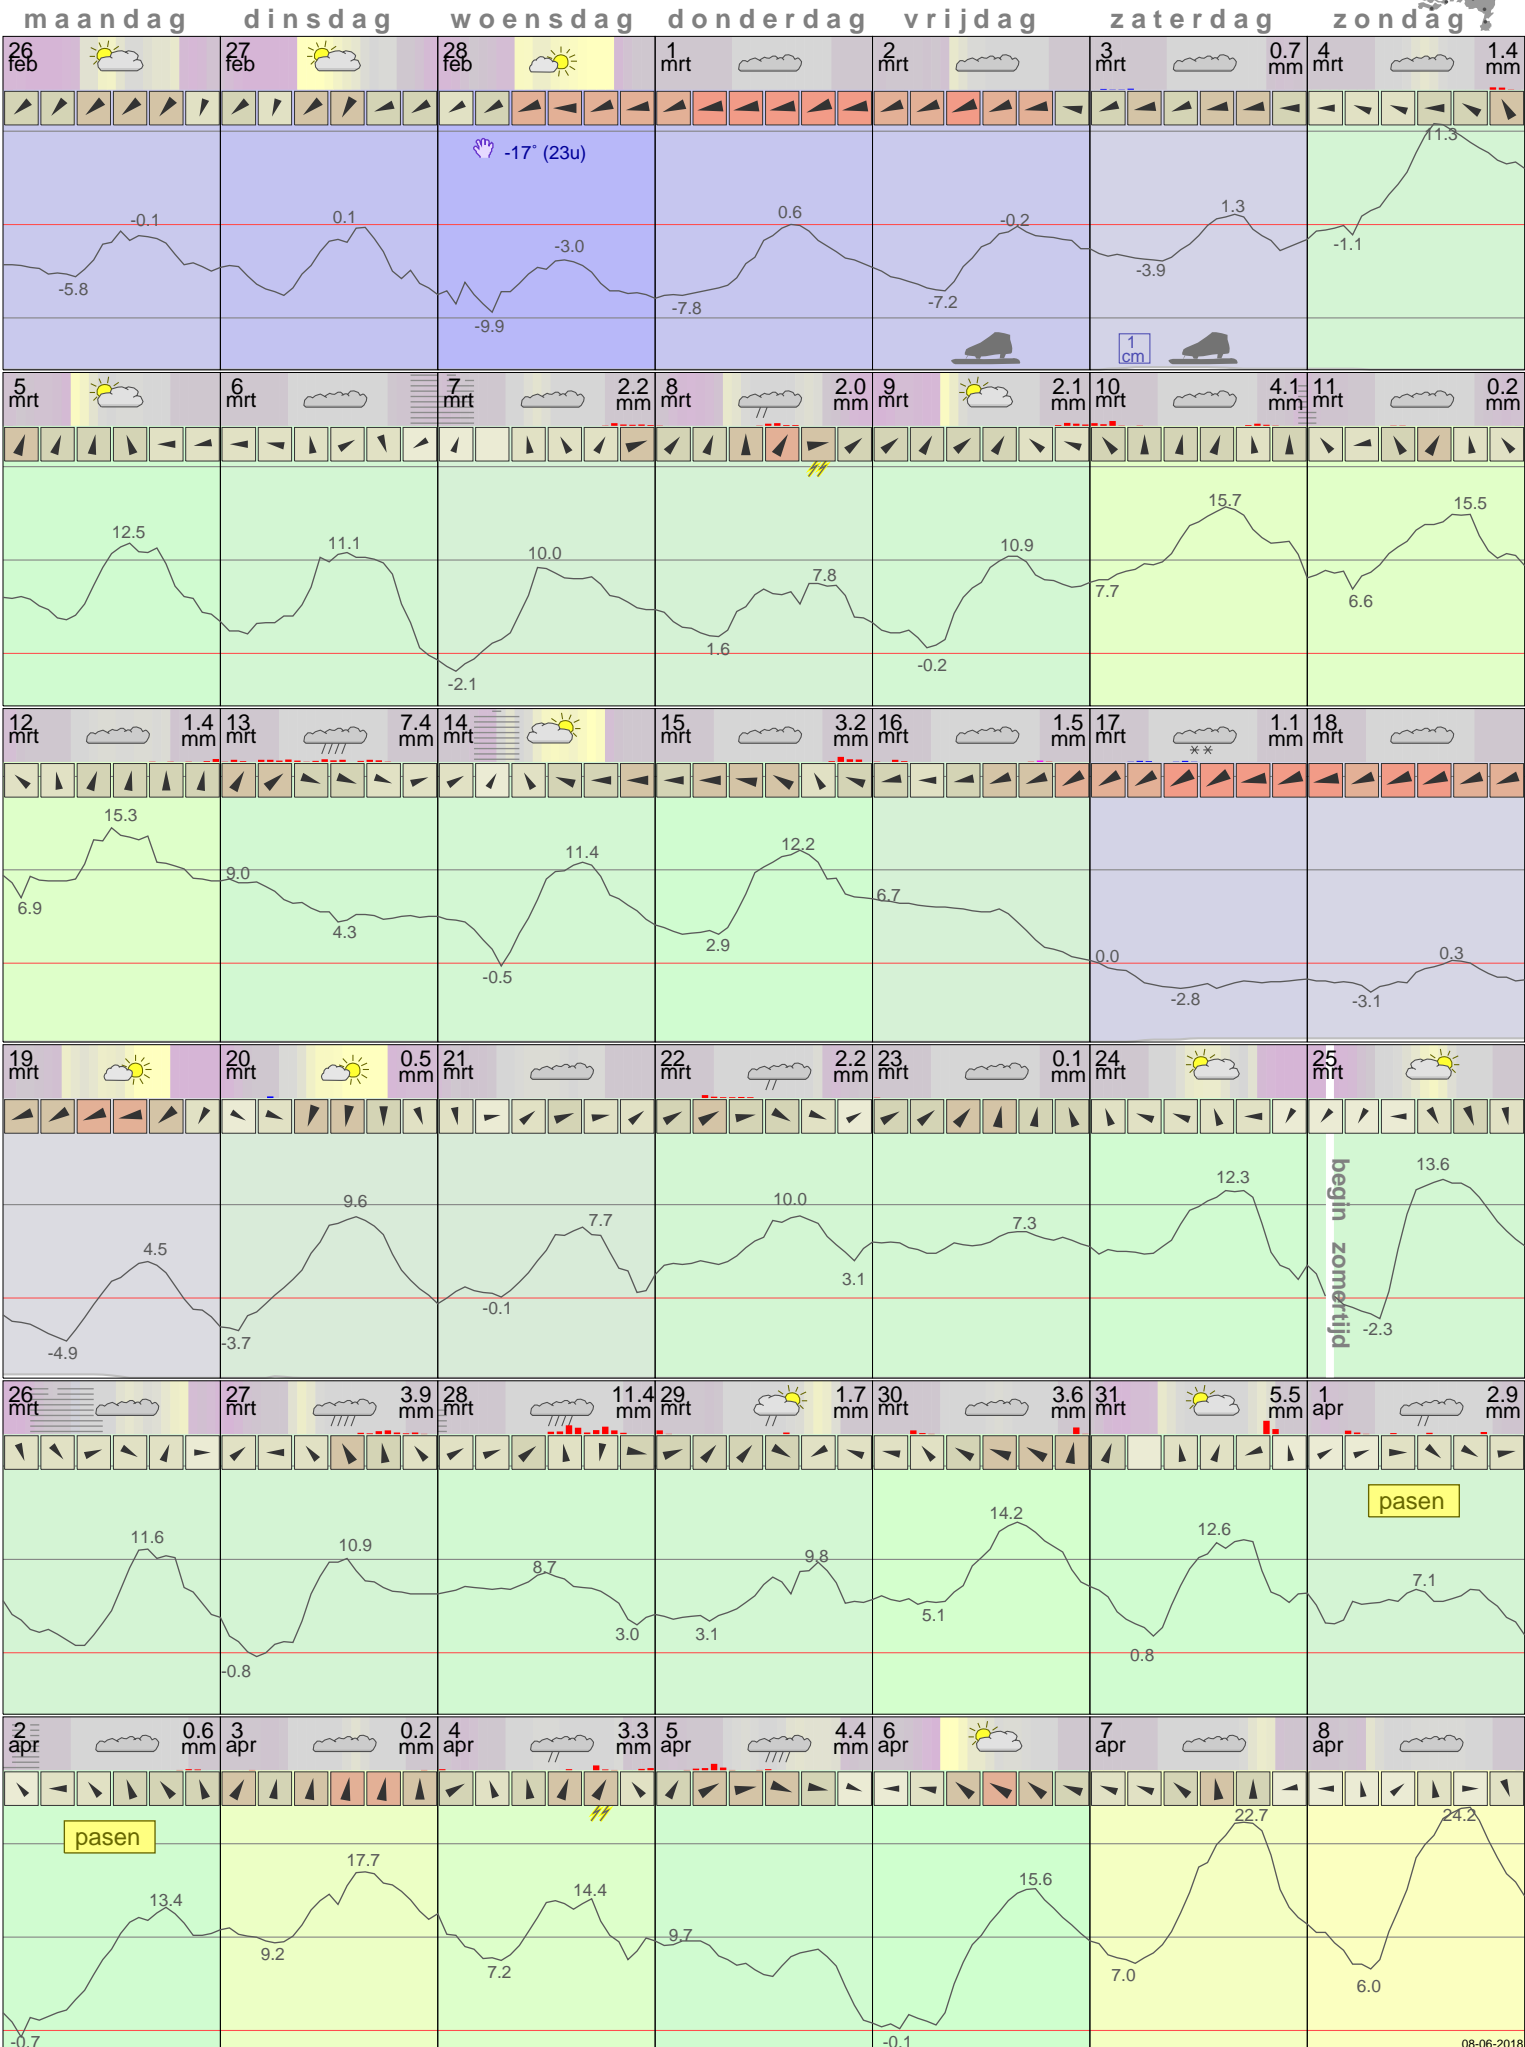 maandag dinsdag woensdag donderdag vrijdag zaterdag zondag
26 27 28 1 2 3 0.7 4 1.4
feb feb feb mrt mrt mrt mm mrt mm
-17° (23u)
11.3
-0.1 0.1 -3.0 0.6 -0.2 1.3
-5.8 -9.9 -7.8 -7.2 -3.9 -1.1
1
cm
5 6 7 2.2 8 2.0 9 2.1 10 4.1 11 0.2
mrt mrt mrt mm mrt mm mrt mm mrt mm mrt mm
12.5 11.1 10.0 7.8 10.9 15.7 15.5
-2.1 1.6 -0.2 7.7 6.6
12 1.4 13 7.4 14 15 3.2 16 1.5 17 1.1 18
mrt mm mrt mm mrt mrt mm mrt mm mrt mm mrt
15.3 9.0 11.4 12.2 6.7 0.0 0.3
6.9 4.3 -0.5 2.9 -2.8 -3.1
19 20 0.5 21 22 2.2 23 0.1 24 25
mrt mrt mm mrt mrt mm mrt mm mrt mrt
begin zomertijd
4.5 9.6 7.7 10.0 7.3 12.3 13.6
-4.9 -3.7 -0.1 3.1 -2.3
26 27 3.9 28 11.4 29 1.7 30 3.6 31 5.5 1 2.9
mrt mrt mm mrt mm mrt mm mrt mm mrt mm apr mm
pasen
11.6 10.9 8.7 9.8 14.2 12.6 7.1
-0.8 3.0 3.1 5.1 0.8
2 0.6 3 0.2 4 3.3 5 4.4 6 7 8
apr mm apr mm apr mm apr mm apr apr apr
pasen
13.4 17.7 14.4 9.7 15.6 22.7 24.2
-0.7 9.2 7.2 -0.1 7.0 6.0
08-06-2018